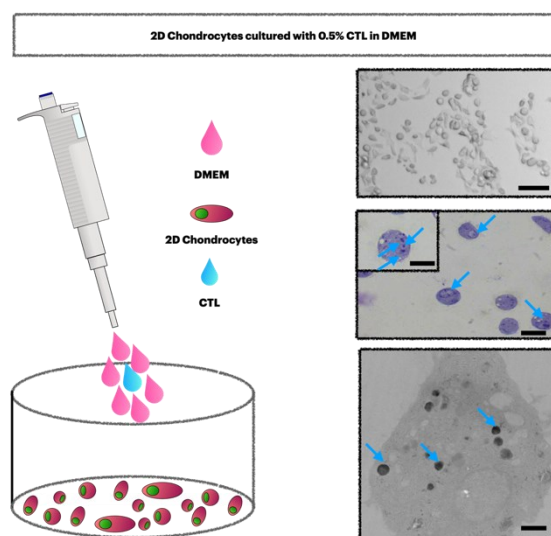 2D Chondrocytes cultured with 0.5% CTL in DMEM
DMEM
2D Chondrocytes
CTL